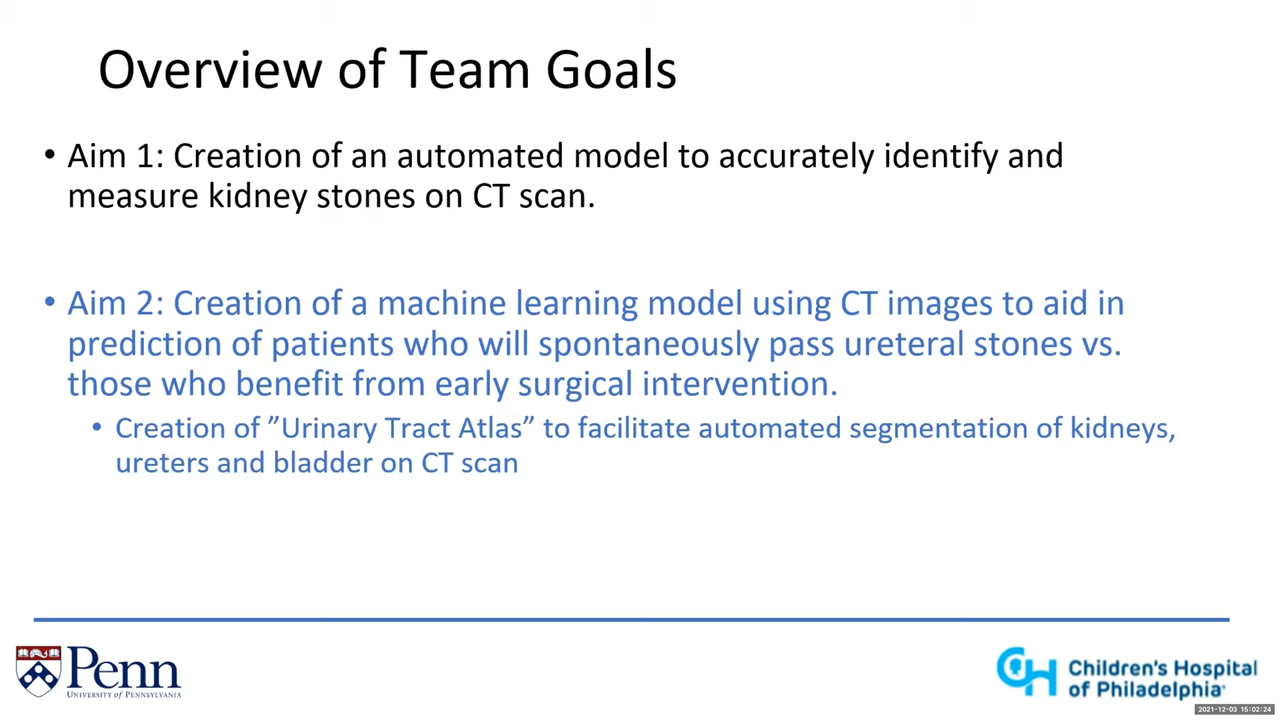 Overview of Team Goals
• Aim 1: Creation of an automated model to accurately identify and
measure kidney stones on CT scan.
• Aim 2: Creation of a machine learning model using CT images to aid in
prediction of patients who will spontaneously pass ureteral stones vs.
those who benefit from early surgical intervention.
• Creation of ”Urinary Tract Atlas” to facilitate automated segmentation of kidneys,
ureters and bladder on CT scan
Penn
UNIVERSITY of PENNSYLVANIA
CH
Children's Hospital
of Philadelphia
2021-12-03 15:02:24